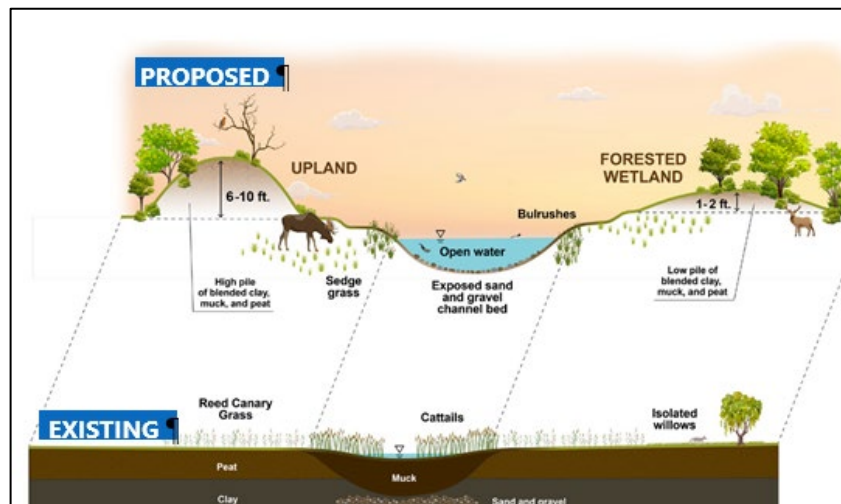 PROPOSED ¶
UPLAND
6-10 ft.
FORESTED
WETLAND
1-2 ft.
Bulrushes
Open water
High pile
of blended clay,
muck, and peat
Sedge
grass
Exposed sand
and gravel
channel bed
Low pile of
blended clay,
muck, and peat
EXISTING ¶
Reed Canary
Grass
Cattails
Isolated
willows
Peat
Muck
Clay
Sand and gravel